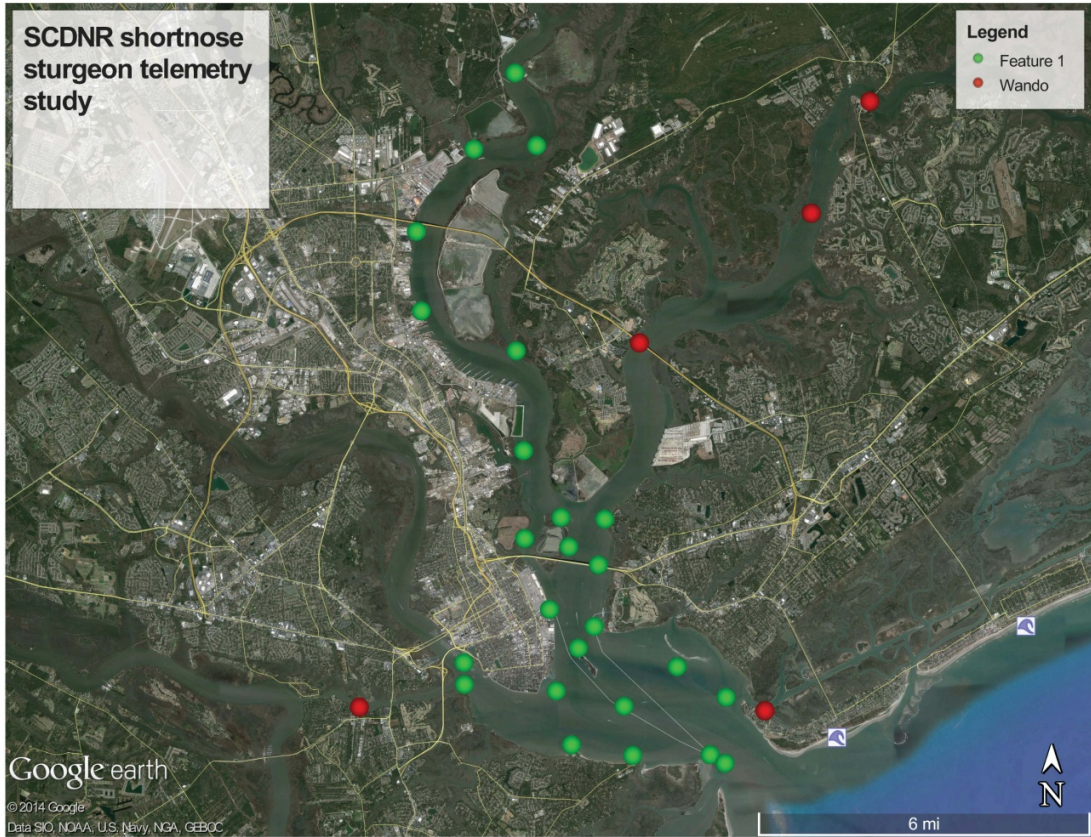 SCDNR shortnose
sturgeon telemetry
study
Legend
Feature 1
Wando
Google earth
© 2014 Google
Data SIO, NOAA, U.S. Navy, NGA, GEBCO
N
6 mi